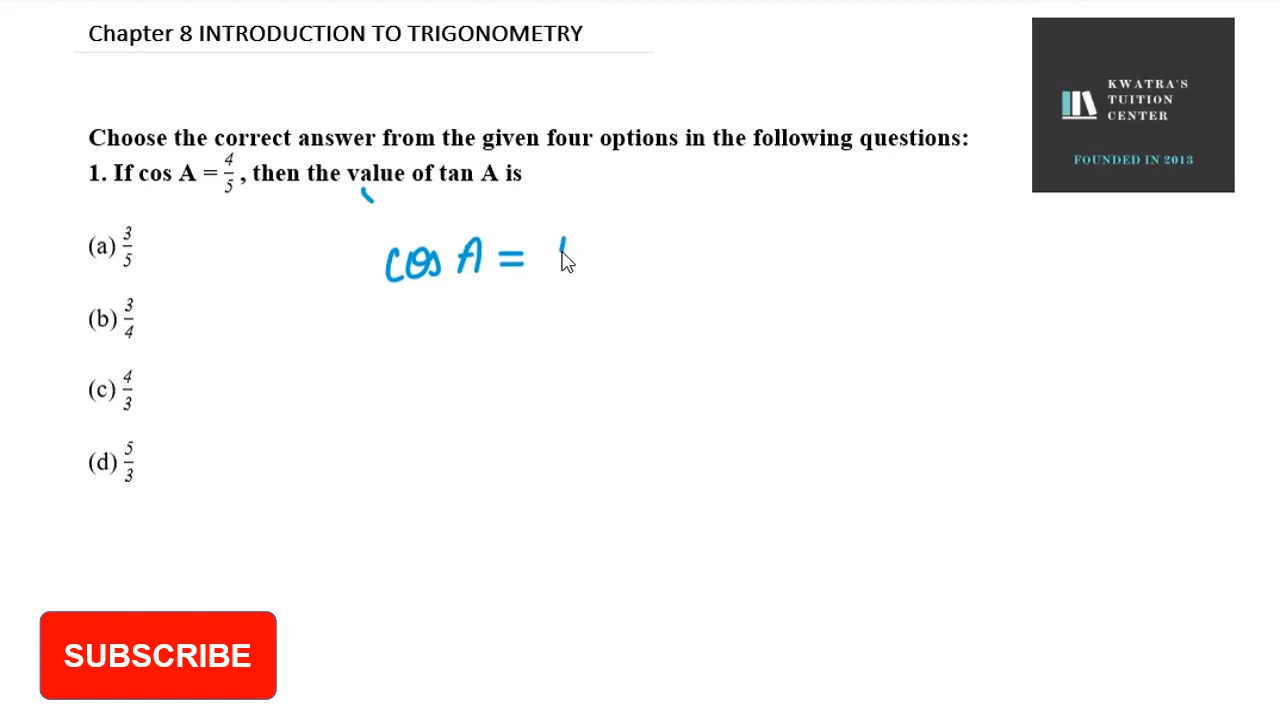 Chapter 8 INTRODUCTION TO TRIGONOMETRY
KWATRA'S
TUITION
CENTER
FOUNDED IN 2013
Choose the correct answer from the given four options in the following questions:
1. If cos A = 4/5, then the value of tan A is
(a) 3/5
cos A =
(b) 3/4
(c) 4/3
(d) 5/3
SUBSCRIBE